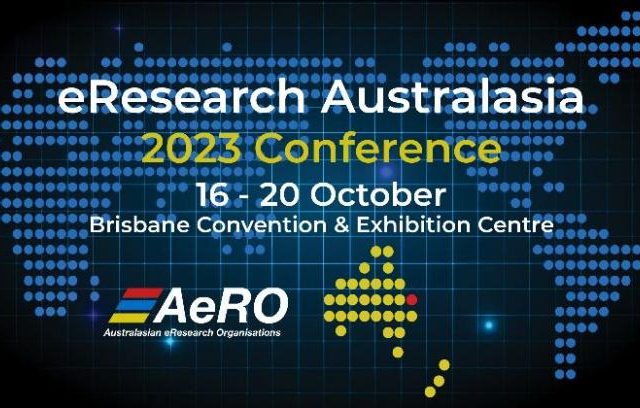 eResearch Australasia
2023 Conference
16 - 20 October
Brisbane Convention & Exhibition Centre
AeRO
Australasian eResearch Organisations